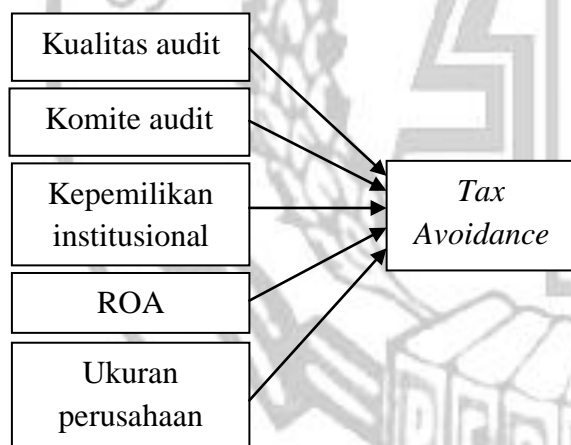 Kualitas audit
Komite audit
Kepemilikan
institusional
ROA
Ukuran
perusahaan
Tax
Avoidance